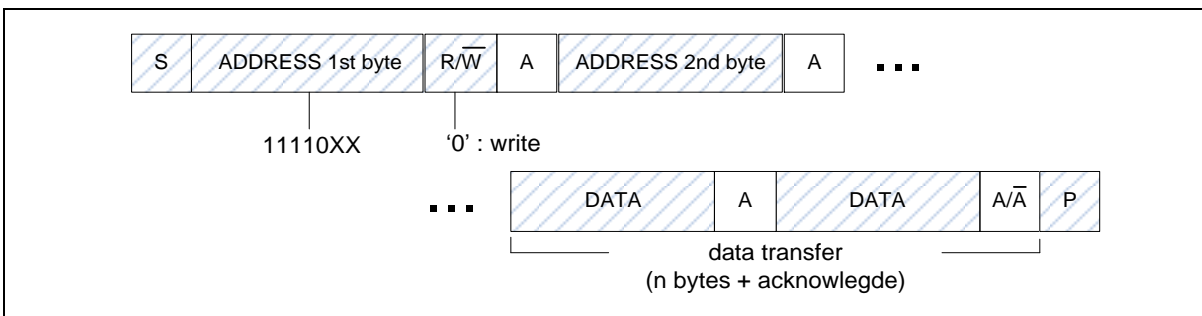 S ADDRESS 1st byte R/W̅ A ADDRESS 2nd byte A ...
11110XX '0' : write
... DATA A DATA A/A̅ P
data transfer
(n bytes + acknowlegde)